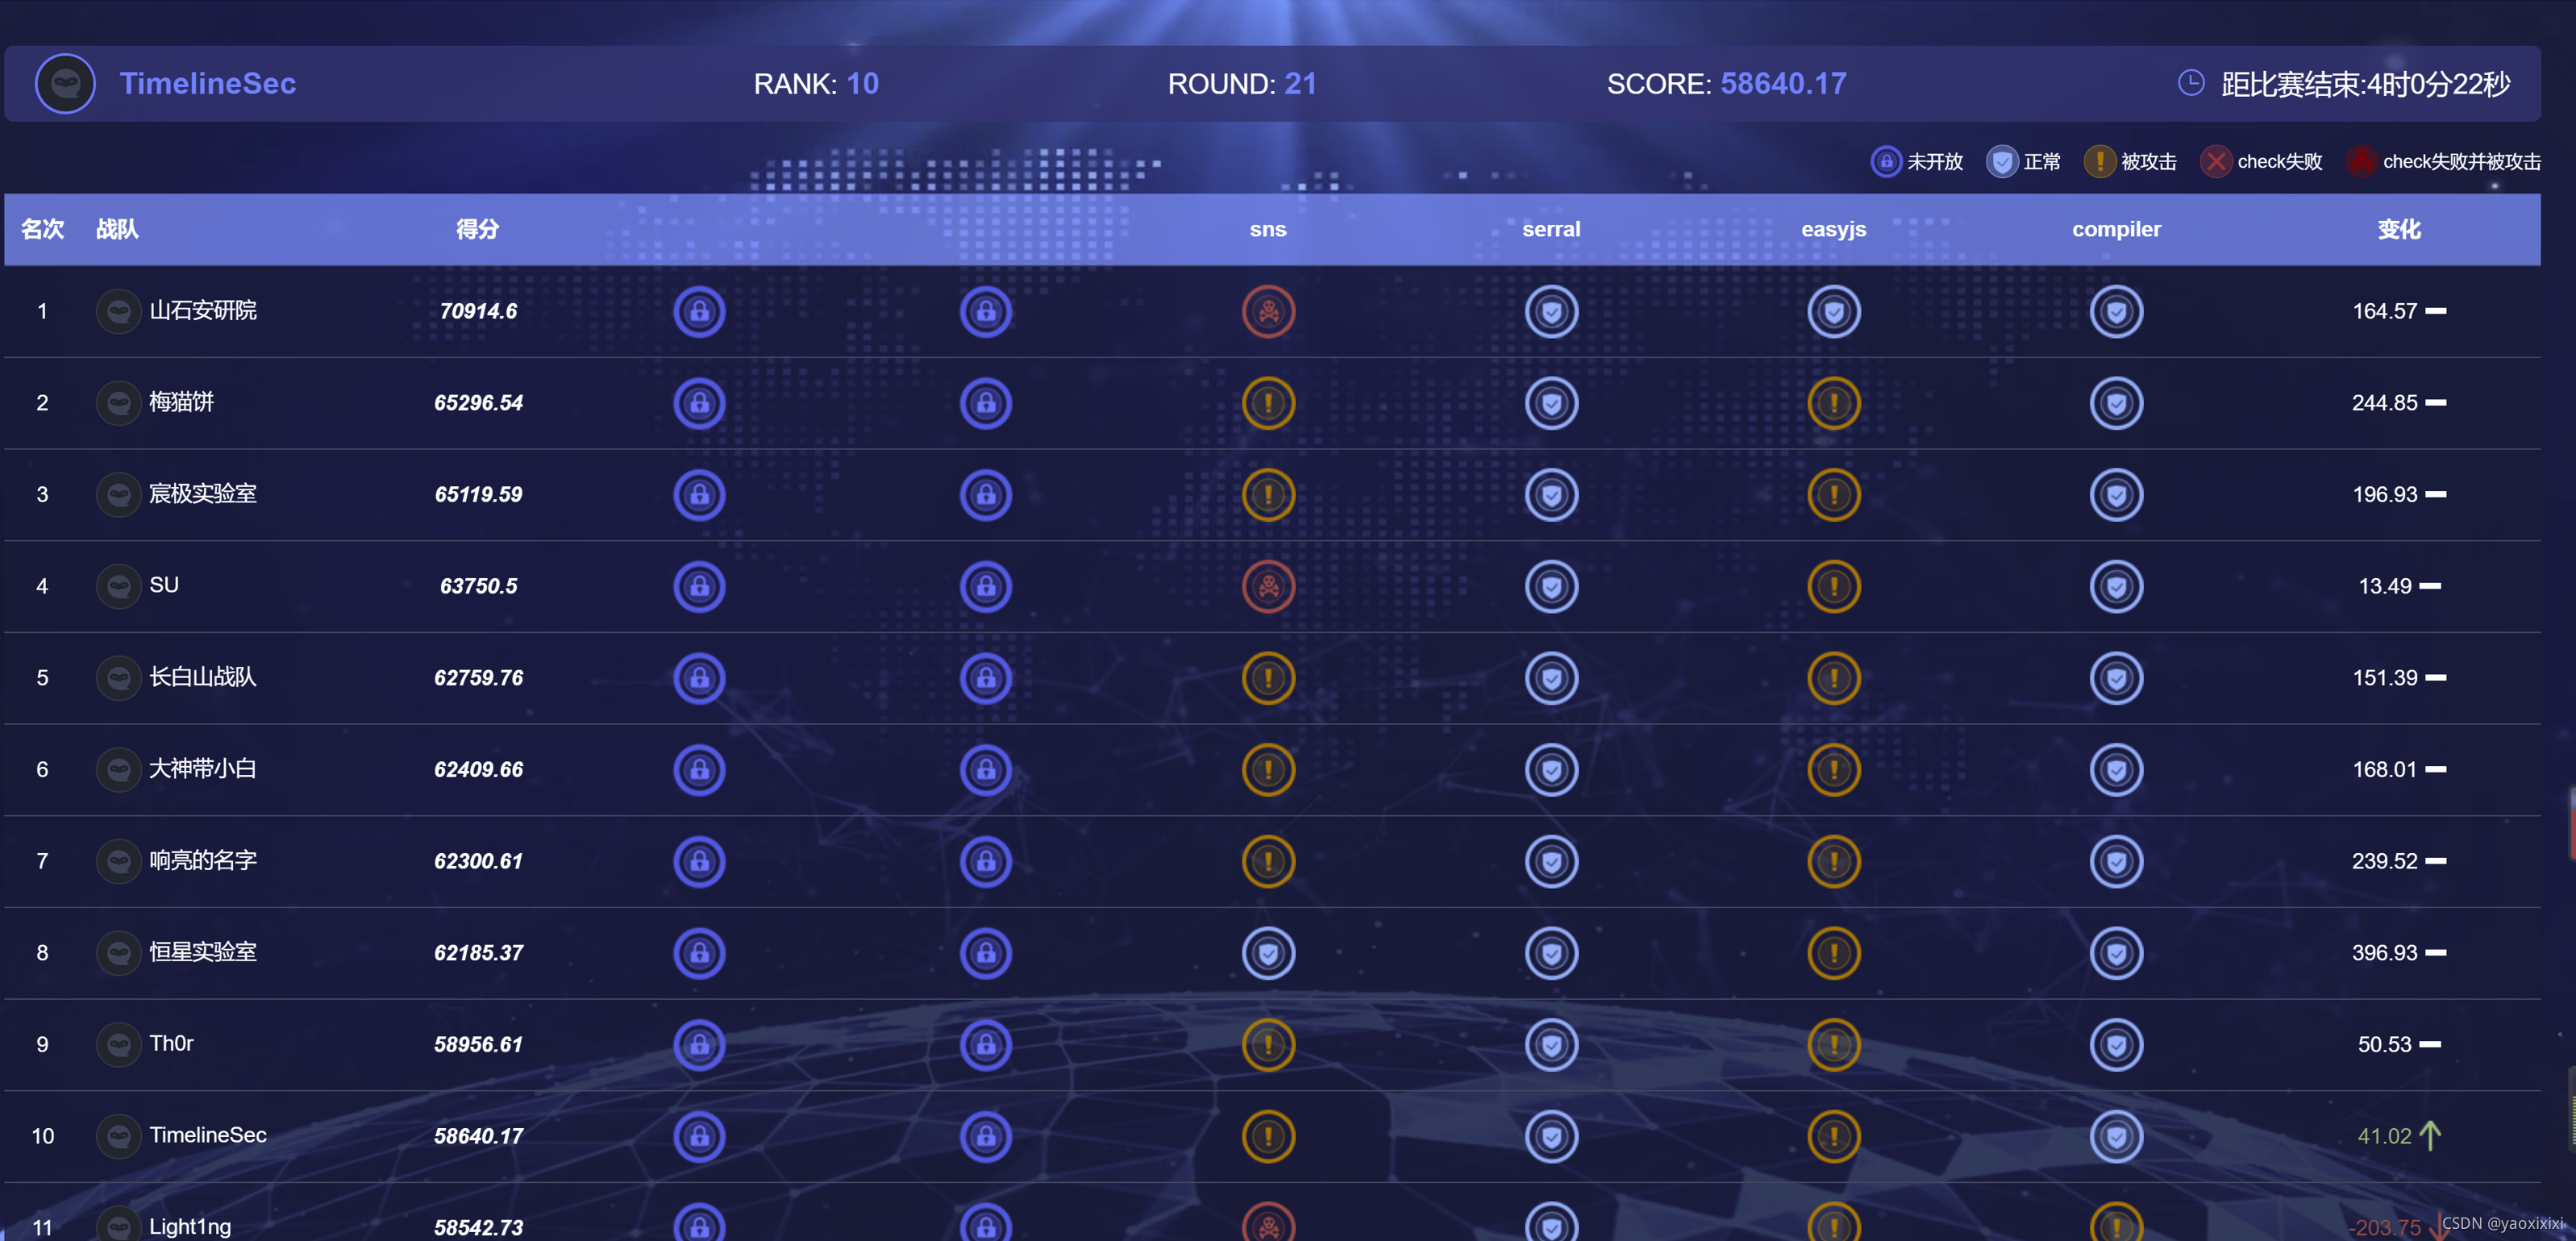 TimelineSec RANK: 10 ROUND: 21 SCORE: 58640.17 距比赛结束:4时0分22秒
未开放 正常 被攻击 check失败 check失败并被攻击
名次 战队 得分 sns serral easyjs compiler 变化
1 山石安研院 70914.6 164.57
2 梅猫饼 65296.54 244.85
3 宸极实验室 65119.59 196.93
4 SU 63750.5 13.49
5 长白山战队 62759.76 151.39
6 大神带小白 62409.66 168.01
7 响亮的名字 62300.61 239.52
8 恒星实验室 62185.37 396.93
9 Th0r 58956.61 50.53
10 TimelineSec 58640.17 41.02
11 Light1ng 58542.73 -203.75
CSDN @yaoxixixi